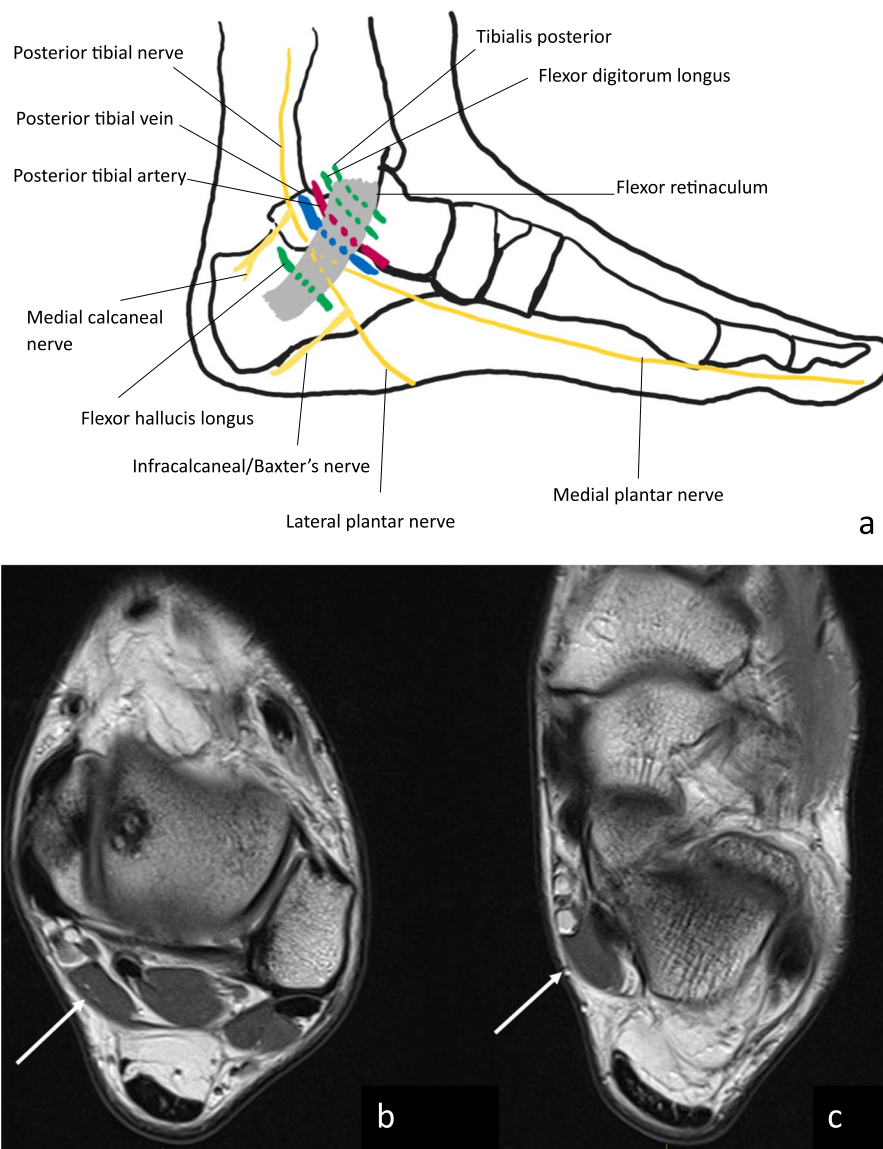 Tibialis posterior
Posterior tibial nerve
Flexor digitorum longus
Posterior tibial vein
Posterior tibial artery
Flexor retinaculum
Medial calcaneal
nerve
Flexor hallucis longus
Infracalcaneal/Baxter's nerve
Medial plantar nerve
Lateral plantar nerve
a
b
c